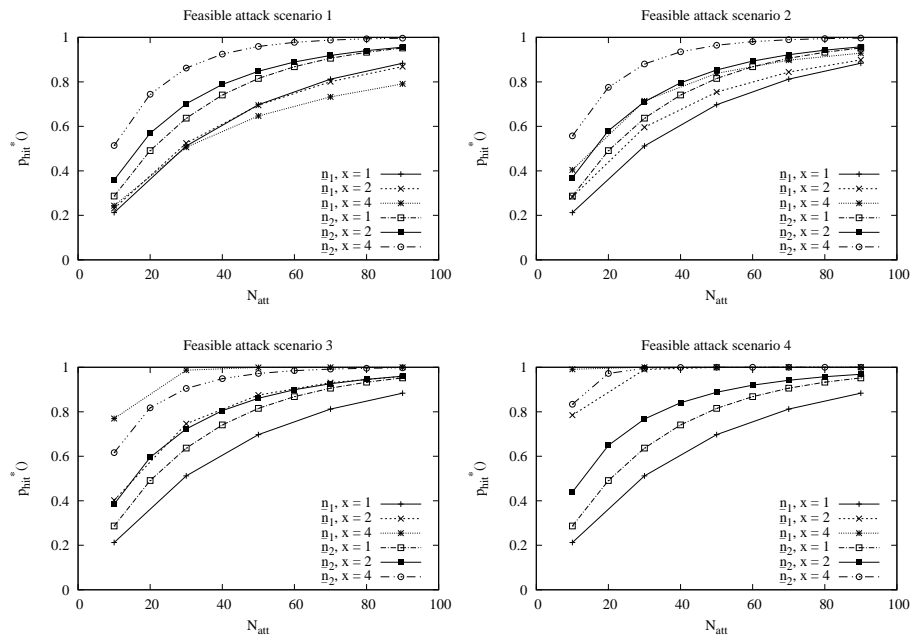 Feasible attack scenario 1
1
0.8
0.6
0.4
0.2
0
p_hit^*()
n_1, x = 1
n_1, x = 2
n_1, x = 4
n_2, x = 1
n_2, x = 2
n_2, x = 4
0 20 40 60 80 100
N_att
Feasible attack scenario 2
1
0.8
0.6
0.4
0.2
0
p_hit^*()
n_1, x = 1
n_1, x = 2
n_1, x = 4
n_2, x = 1
n_2, x = 2
n_2, x = 4
0 20 40 60 80 100
N_att
Feasible attack scenario 3
1
0.8
0.6
0.4
0.2
0
p_hit^*()
n_1, x = 1
n_1, x = 2
n_1, x = 4
n_2, x = 1
n_2, x = 2
n_2, x = 4
0 20 40 60 80 100
N_att
Feasible attack scenario 4
1
0.8
0.6
0.4
0.2
0
p_hit^*()
n_1, x = 1
n_1, x = 2
n_1, x = 4
n_2, x = 1
n_2, x = 2
n_2, x = 4
0 20 40 60 80 100
N_att